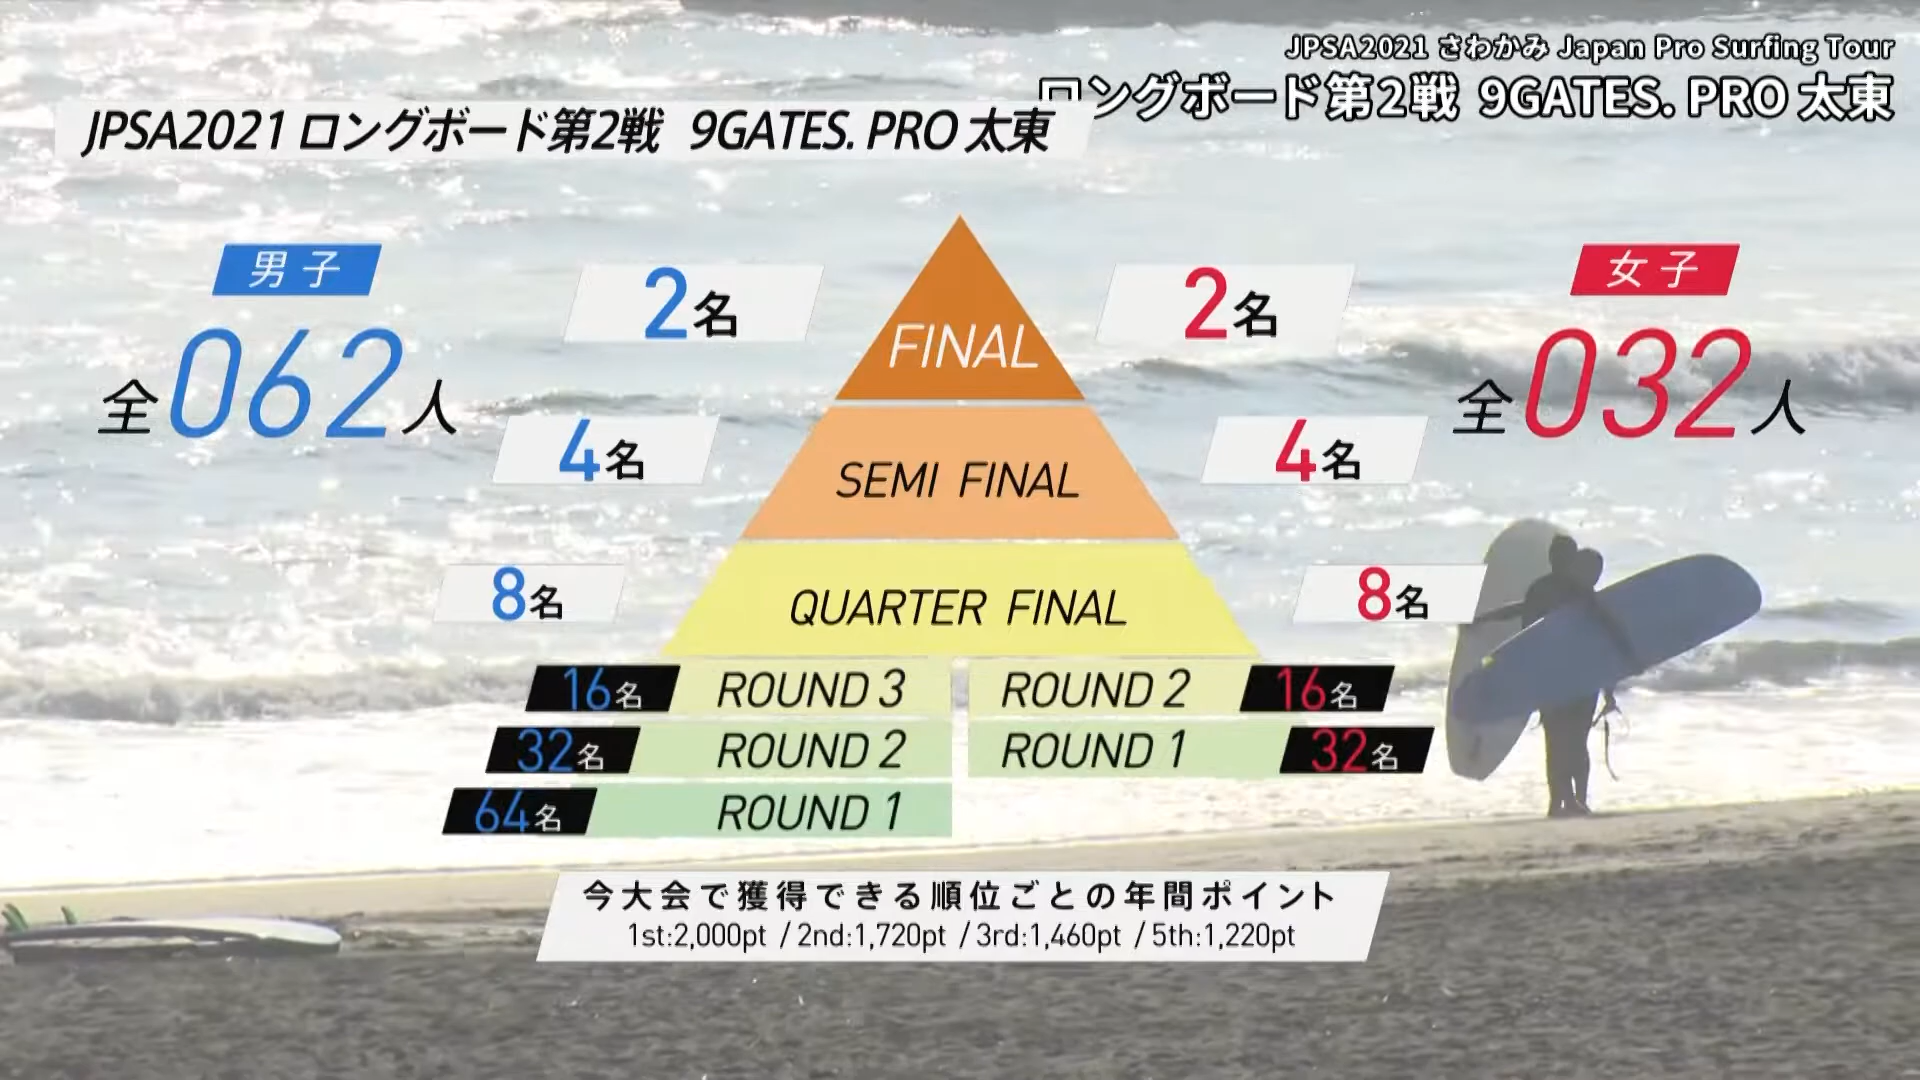 JPSA2021 さわかみ Japan Pro Surfing Tour
ロングボード第2戦 9GATES. PRO 太東
JPSA2021 ロングボード第2戦 9GATES. PRO 太東
男子
全062人
女子
全032人
2名 FINAL 2名
4名 SEMI FINAL 4名
8名 QUARTER FINAL 8名
16名 ROUND 3 ROUND 2 16名
32名 ROUND 2 ROUND 1 32名
64名 ROUND 1
今大会で獲得できる順位ごとの年間ポイント
1st:2,000pt / 2nd:1,720pt / 3rd:1,460pt / 5th:1,220pt